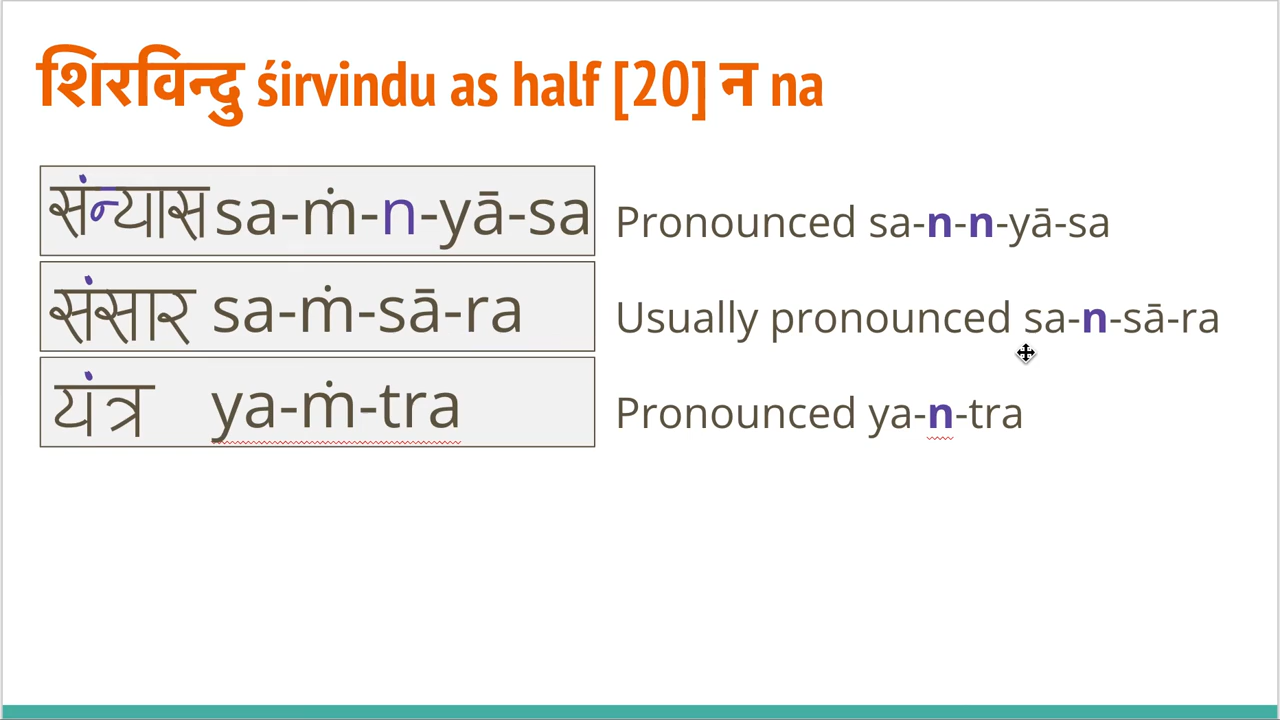 शिरविन्दु śirvindu as half [20] न na
संन्यास sa-ṁ-n-yā-sa Pronounced sa-n-n-yā-sa
संसार sa-ṁ-sā-ra Usually pronounced sa-n-sā-ra
यंत्र ya-ṁ-tra Pronounced ya-n-tra